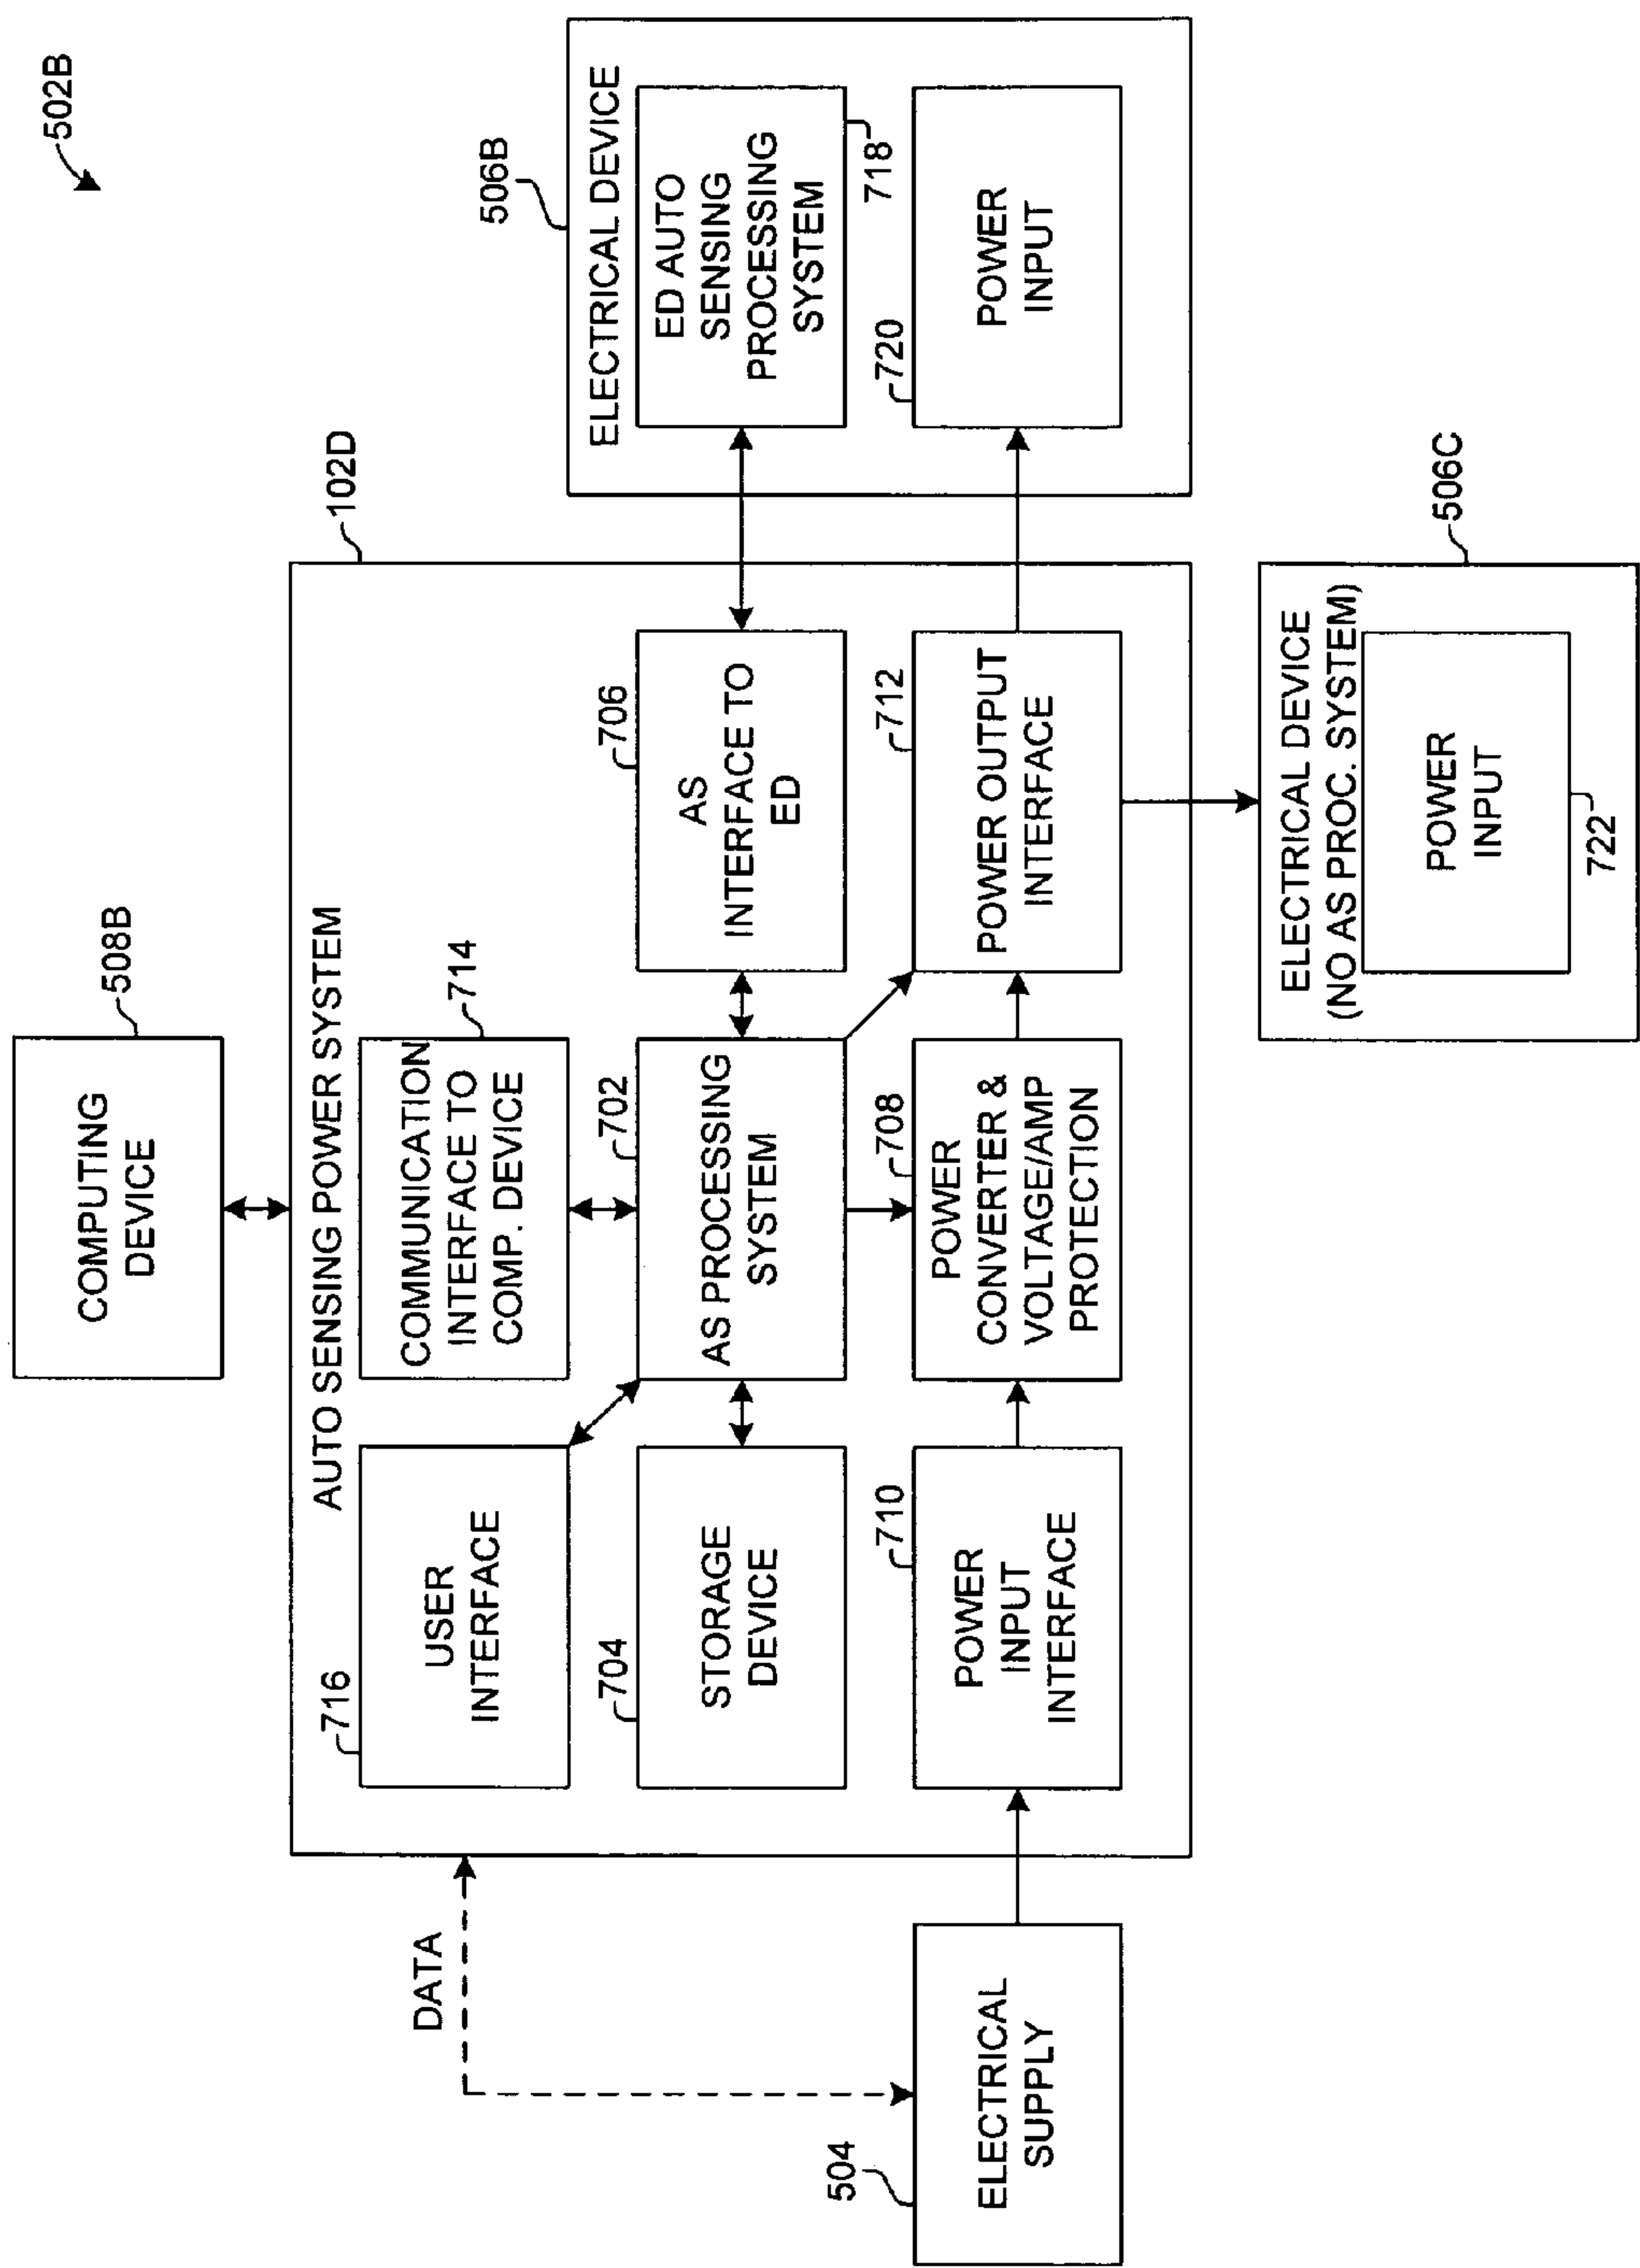 502B
COMPUTING
DEVICE
508B
AUTO SENSING POWER SYSTEM
102D
716
USER
INTERFACE
COMMUNICATION
INTERFACE TO
COMP. DEVICE
714
704
STORAGE
DEVICE
702
AS PROCESSING
SYSTEM
706
AS
INTERFACE TO
ED
710
POWER
INPUT
INTERFACE
708
POWER
CONVERTER &
VOLTAGE/AMP
PROTECTION
712
POWER OUTPUT
INTERFACE
506B
ELECTRICAL DEVICE
ED AUTO
SENSING
PROCESSING
SYSTEM
718
720
POWER
INPUT
DATA
504
ELECTRICAL
SUPPLY
506C
ELECTRICAL DEVICE
(NO AS PROC. SYSTEM)
POWER
INPUT
722